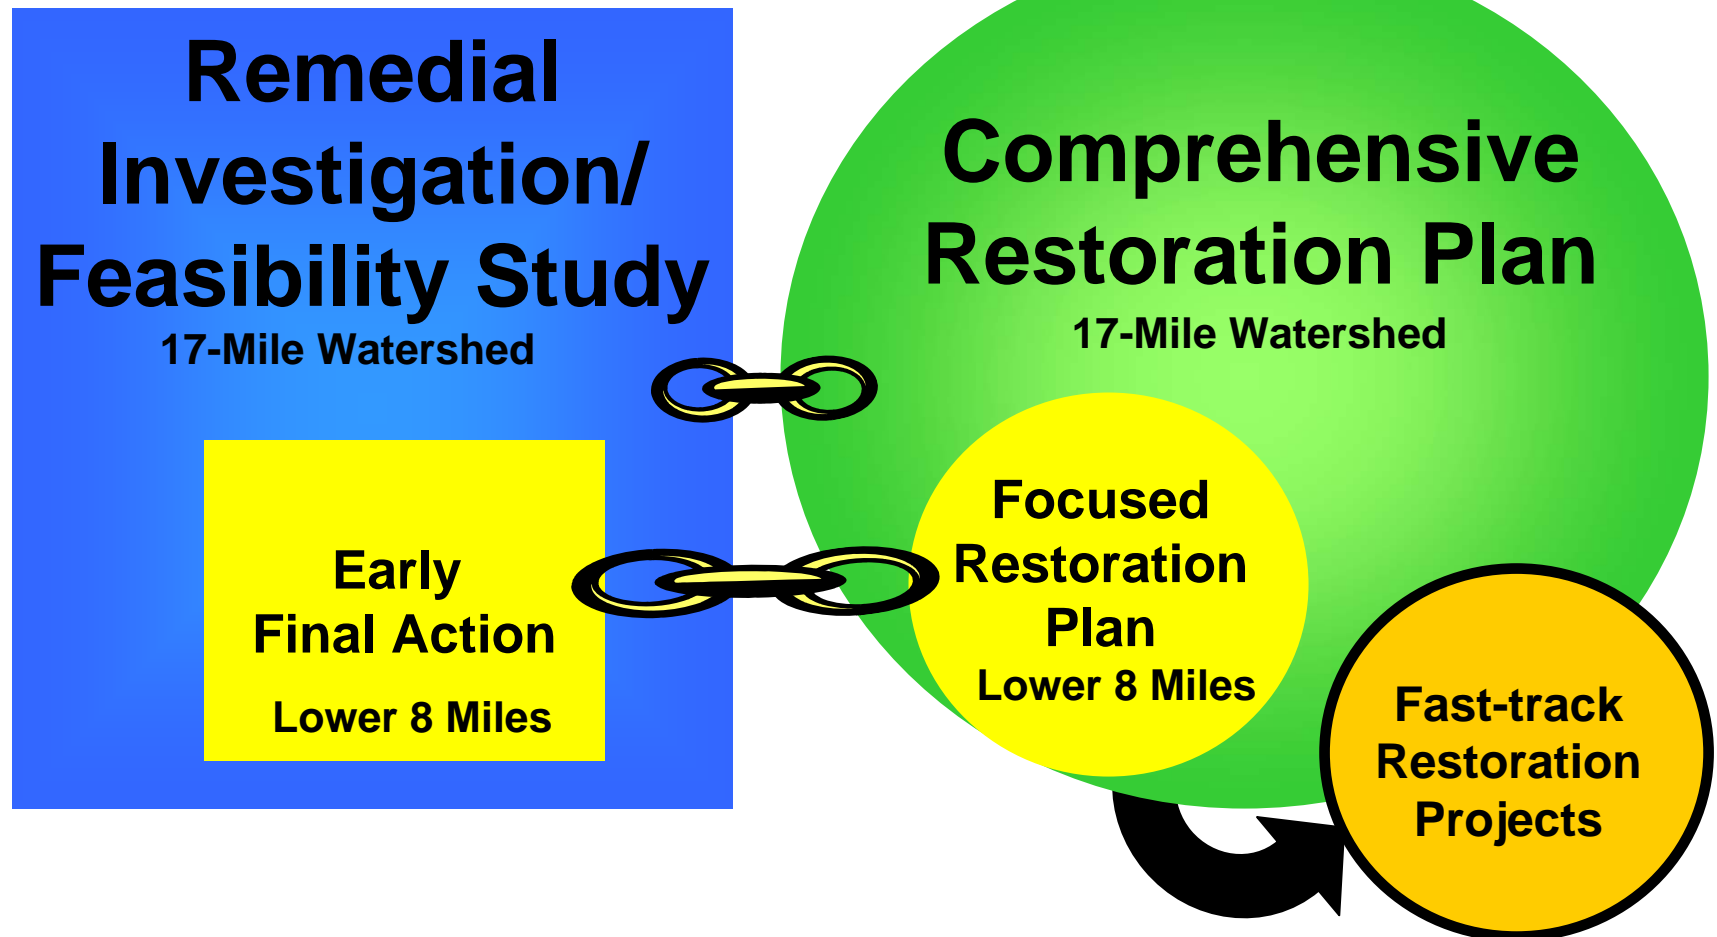 Remedial
Investigation/
Feasibility Study
17-Mile Watershed
Early
Final Action
Lower 8 Miles
Comprehensive
Restoration Plan
17-Mile Watershed
Focused
Restoration
Plan
Lower 8 Miles
Fast-track
Restoration
Projects